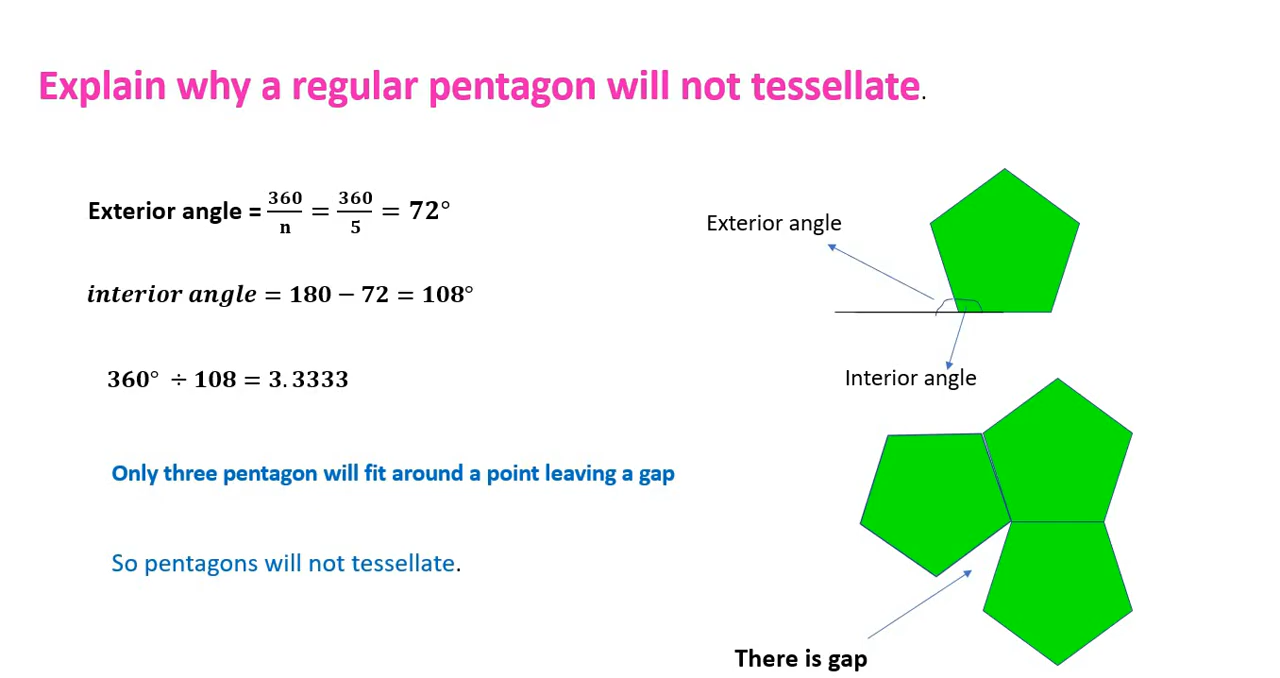 Explain why a regular pentagon will not tessellate.
Exterior angle = 360/n = 360/5 = 72°
interior angle = 180 − 72 = 108°
360° ÷ 108 = 3.3333
Only three pentagon will fit around a point leaving a gap
So pentagons will not tessellate.
Exterior angle
Interior angle
There is gap